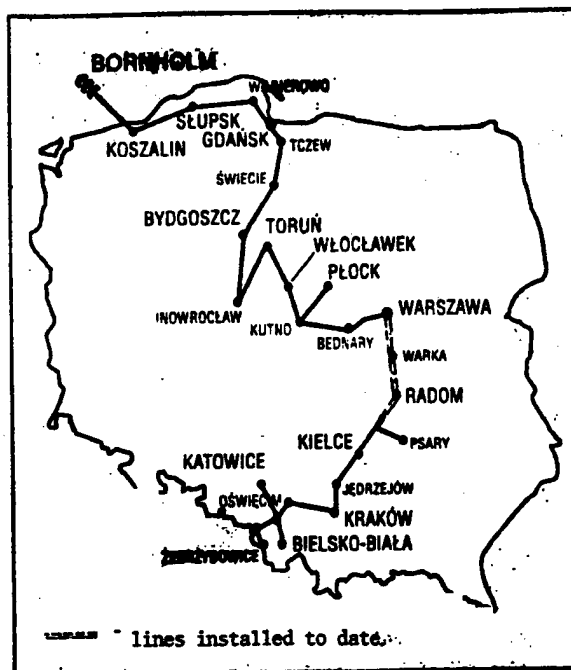 BORNHOLM
WEJHEROWO
SŁUPSK
GDAŃSK
KOSZALIN
TCZEW
ŚWIECIE
BYDGOSZCZ
TORUŃ
WŁOCŁAWEK
PŁOCK
INOWROCŁAW
KUTNO
BEDNARY
WARSZAWA
WARKA
RADOM
KIELCE
PSARY
KATOWICE
JĘDRZEJÓW
OŚWIĘCIM
KRAKÓW
BIELSKO-BIAŁA
lines installed to date